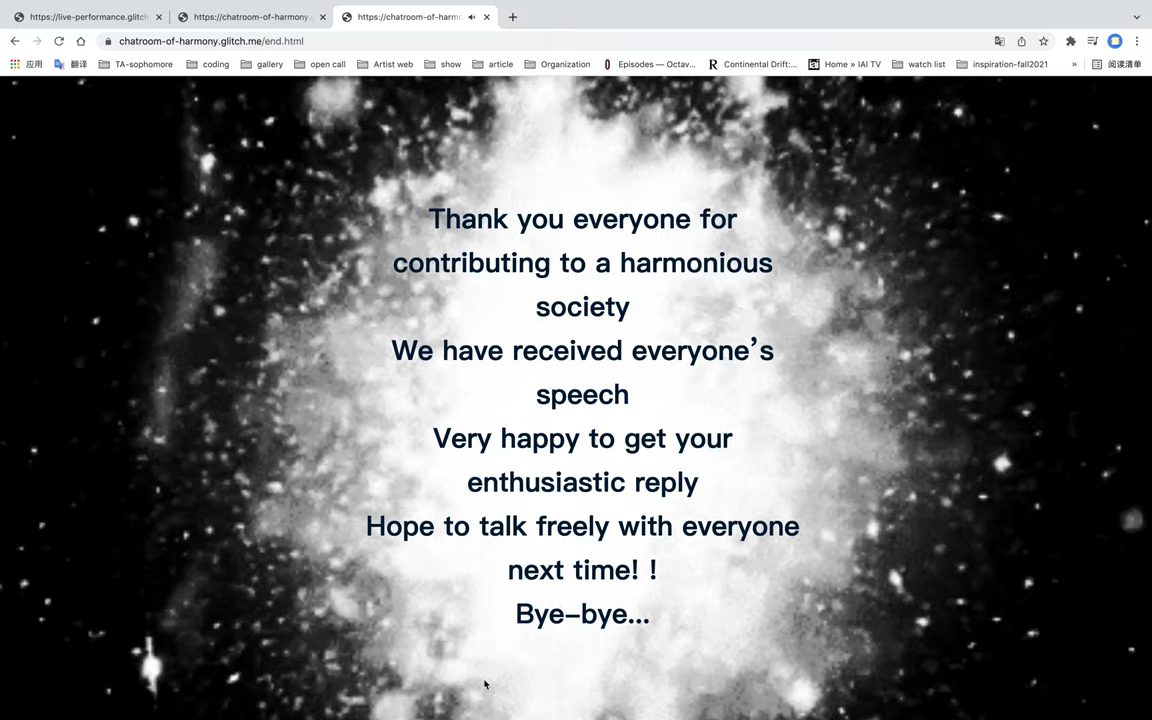 https://live-performance.glitch.
https://chatroom-of-harmony.
https://chatroom-of-harmo
chatroom-of-harmony.glitch.me/end.html
应用
翻译
TA-sophomore
coding
gallery
open call
Artist web
show
article
Organization
Episodes — Octav...
Continental Drift:...
Home » IAI TV
watch list
inspiration-fall2021
»
阅读清单
Thank you everyone for
contributing to a harmonious
society
We have received everyone’s
speech
Very happy to get your
enthusiastic reply
Hope to talk freely with everyone
next time! !
Bye-bye...